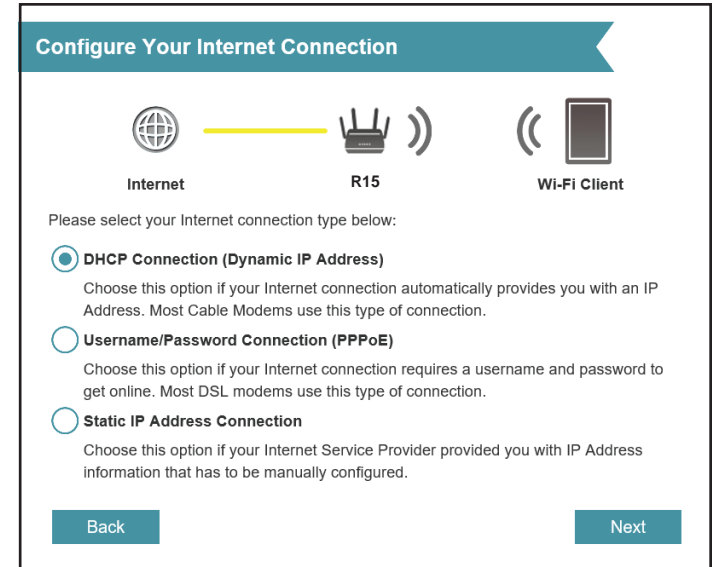 Configure Your Internet Connection
Internet
R15
Wi-Fi Client
Please select your Internet connection type below:
DHCP Connection (Dynamic IP Address)
Choose this option if your Internet connection automatically provides you with an IP
Address. Most Cable Modems use this type of connection.
Username/Password Connection (PPPoE)
Choose this option if your Internet connection requires a username and password to
get online. Most DSL modems use this type of connection.
Static IP Address Connection
Choose this option if your Internet Service Provider provided you with IP Address
information that has to be manually configured.
Back
Next